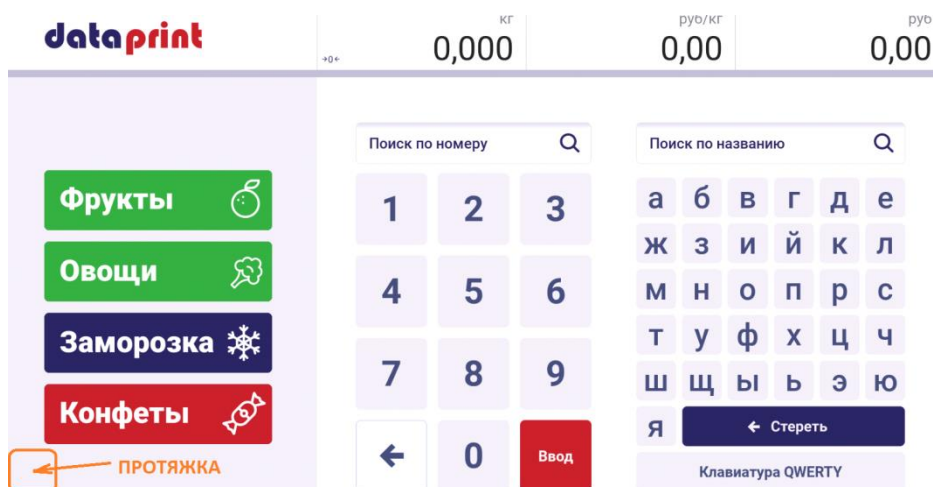 dataprint
кг
руб/кг
руб
→0←
0,000
0,00
0,00
Поиск по номеру
Поиск по названию
Фрукты
Овощи
Заморозка
Конфеты
ПРОТЯЖКА
1 2 3
4 5 6
7 8 9
← 0 Ввод
а б в г д е
ж з и й к л
м н о п р с
т у ф х ц ч
ш щ ы ь э ю
я ← Стереть
Клавиатура QWERTY